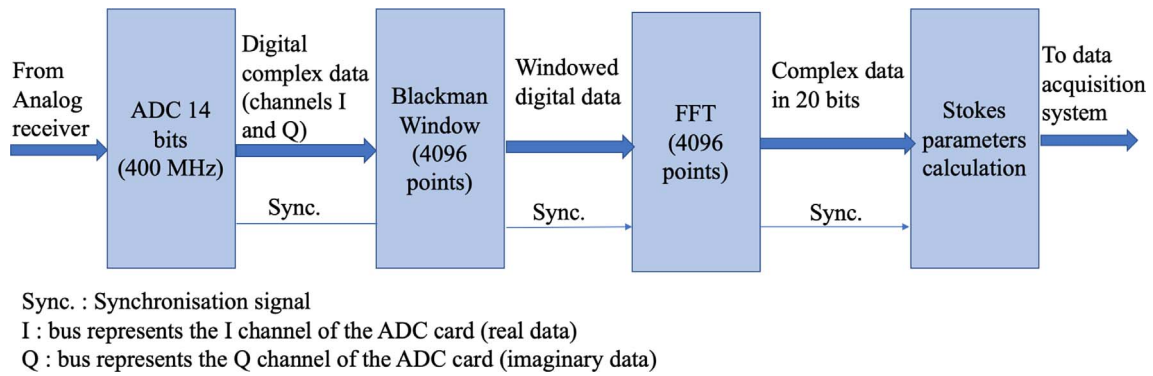 From
Analog
receiver
ADC 14
bits
(400 MHz)
Digital
complex data
(channels I
and Q)
Sync.
Blackman
Window
(4096
points)
Windowed
digital data
Sync.
FFT
(4096
points)
Complex data
in 20 bits
Sync.
Stokes
parameters
calculation
To data
acquisition
system
Sync. : Synchronisation signal
I : bus represents the I channel of the ADC card (real data)
Q : bus represents the Q channel of the ADC card (imaginary data)